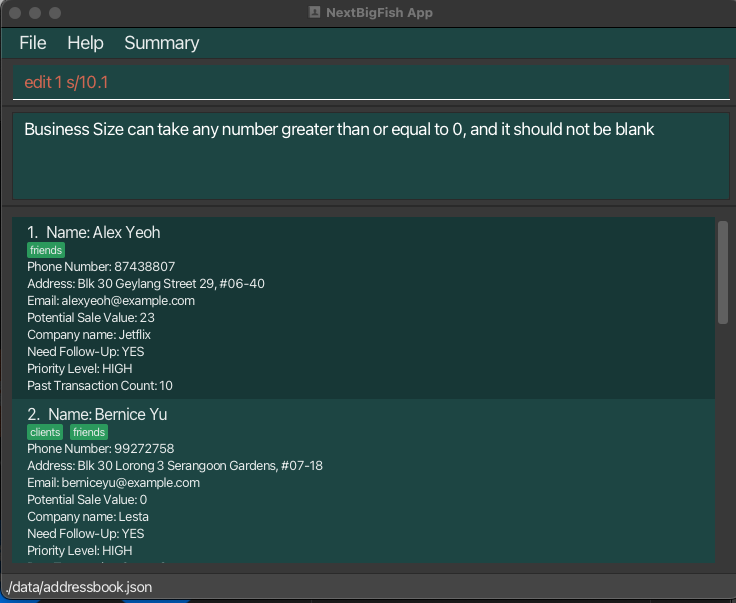 NextBigFish App
File Help Summary
edit 1 s/10.1
Business Size can take any number greater than or equal to 0, and it should not be blank
1. Name: Alex Yeoh
friends
Phone Number: 87438807
Address: Blk 30 Geylang Street 29, #06-40
Email: alexyeoh@example.com
Potential Sale Value: 23
Company name: Jetflix
Need Follow-Up: YES
Priority Level: HIGH
Past Transaction Count: 10
2. Name: Bernice Yu
clients friends
Phone Number: 99272758
Address: Blk 30 Lorong 3 Serangoon Gardens, #07-18
Email: berniceyu@example.com
Potential Sale Value: 0
Company name: Lesta
Need Follow-Up: YES
Priority Level: HIGH
./data/addressbook.json